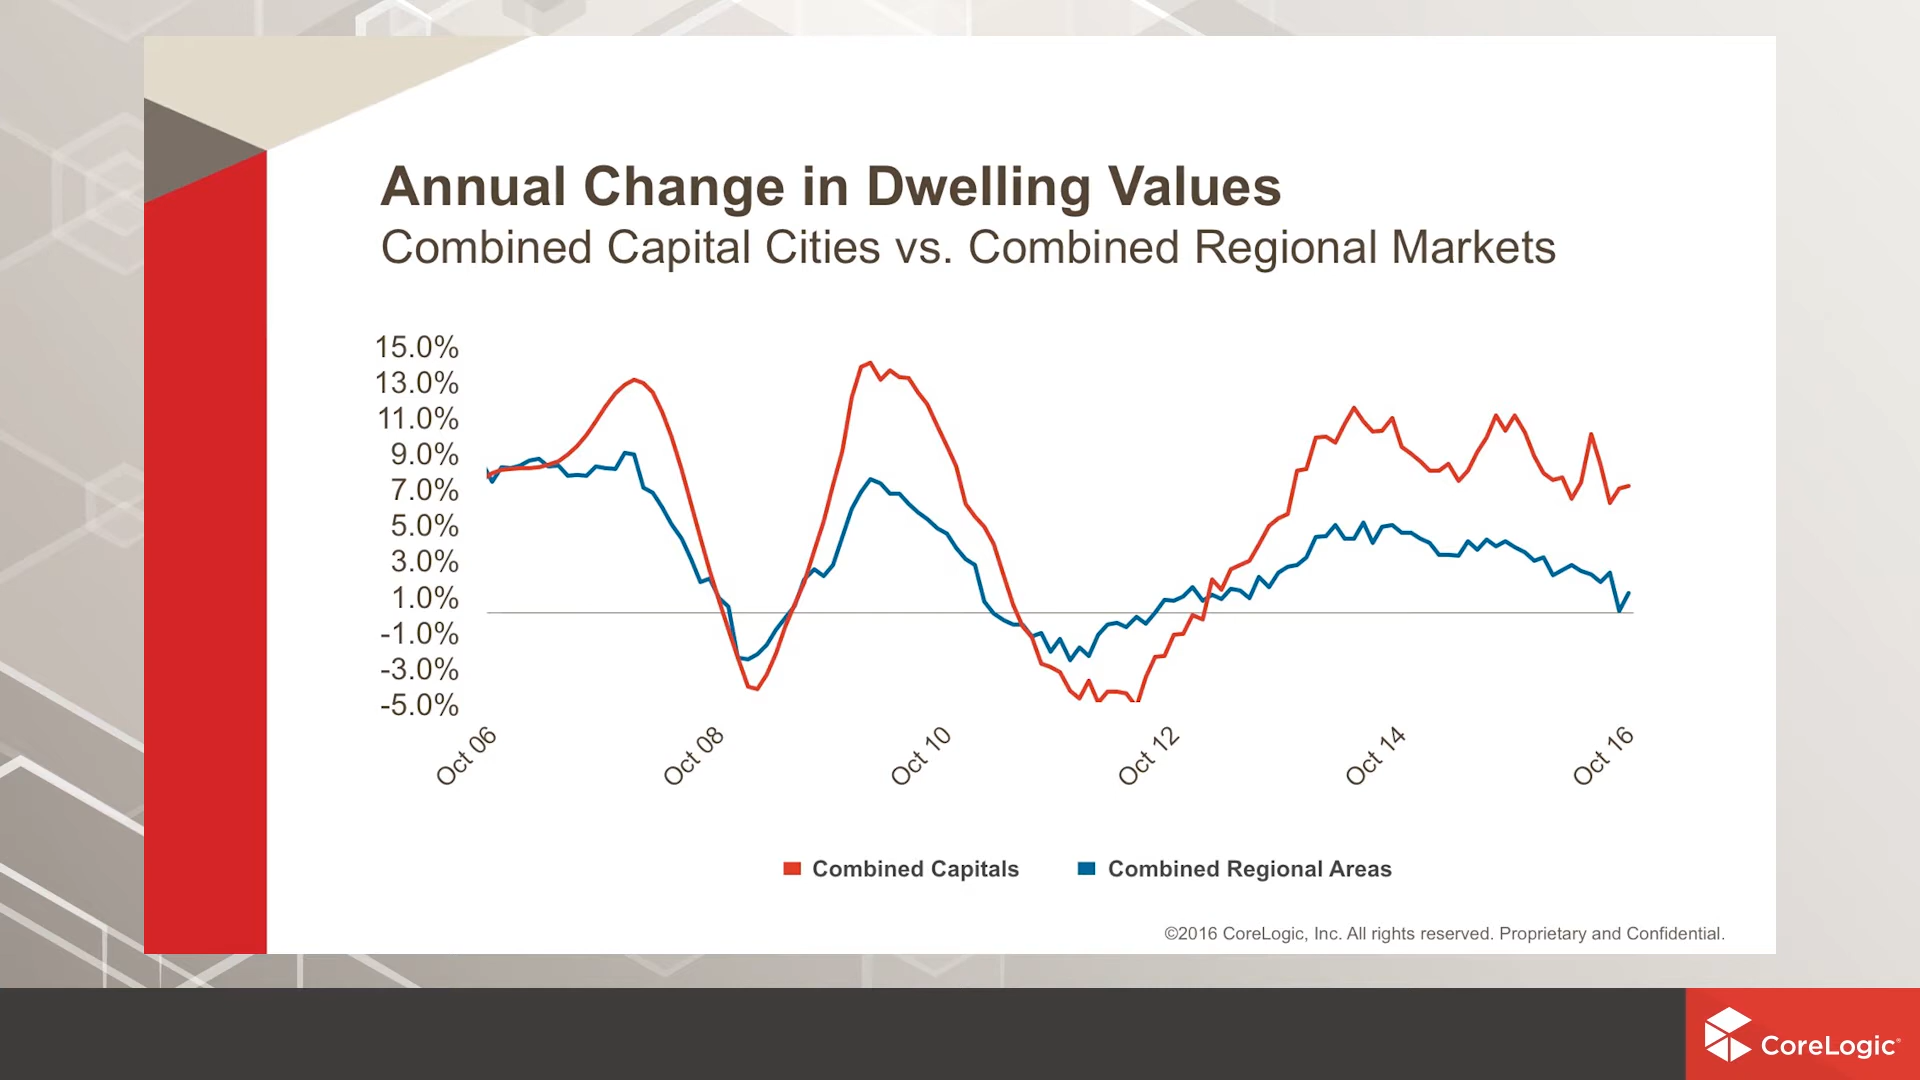 Annual Change in Dwelling Values
Combined Capital Cities vs. Combined Regional Markets
15.0%
13.0%
11.0%
9.0%
7.0%
5.0%
3.0%
1.0%
-1.0%
-3.0%
-5.0%
Oct 06
Oct 08
Oct 10
Oct 12
Oct 14
Oct 16
Combined Capitals
Combined Regional Areas
©2016 CoreLogic, Inc. All rights reserved. Proprietary and Confidential.
CoreLogic